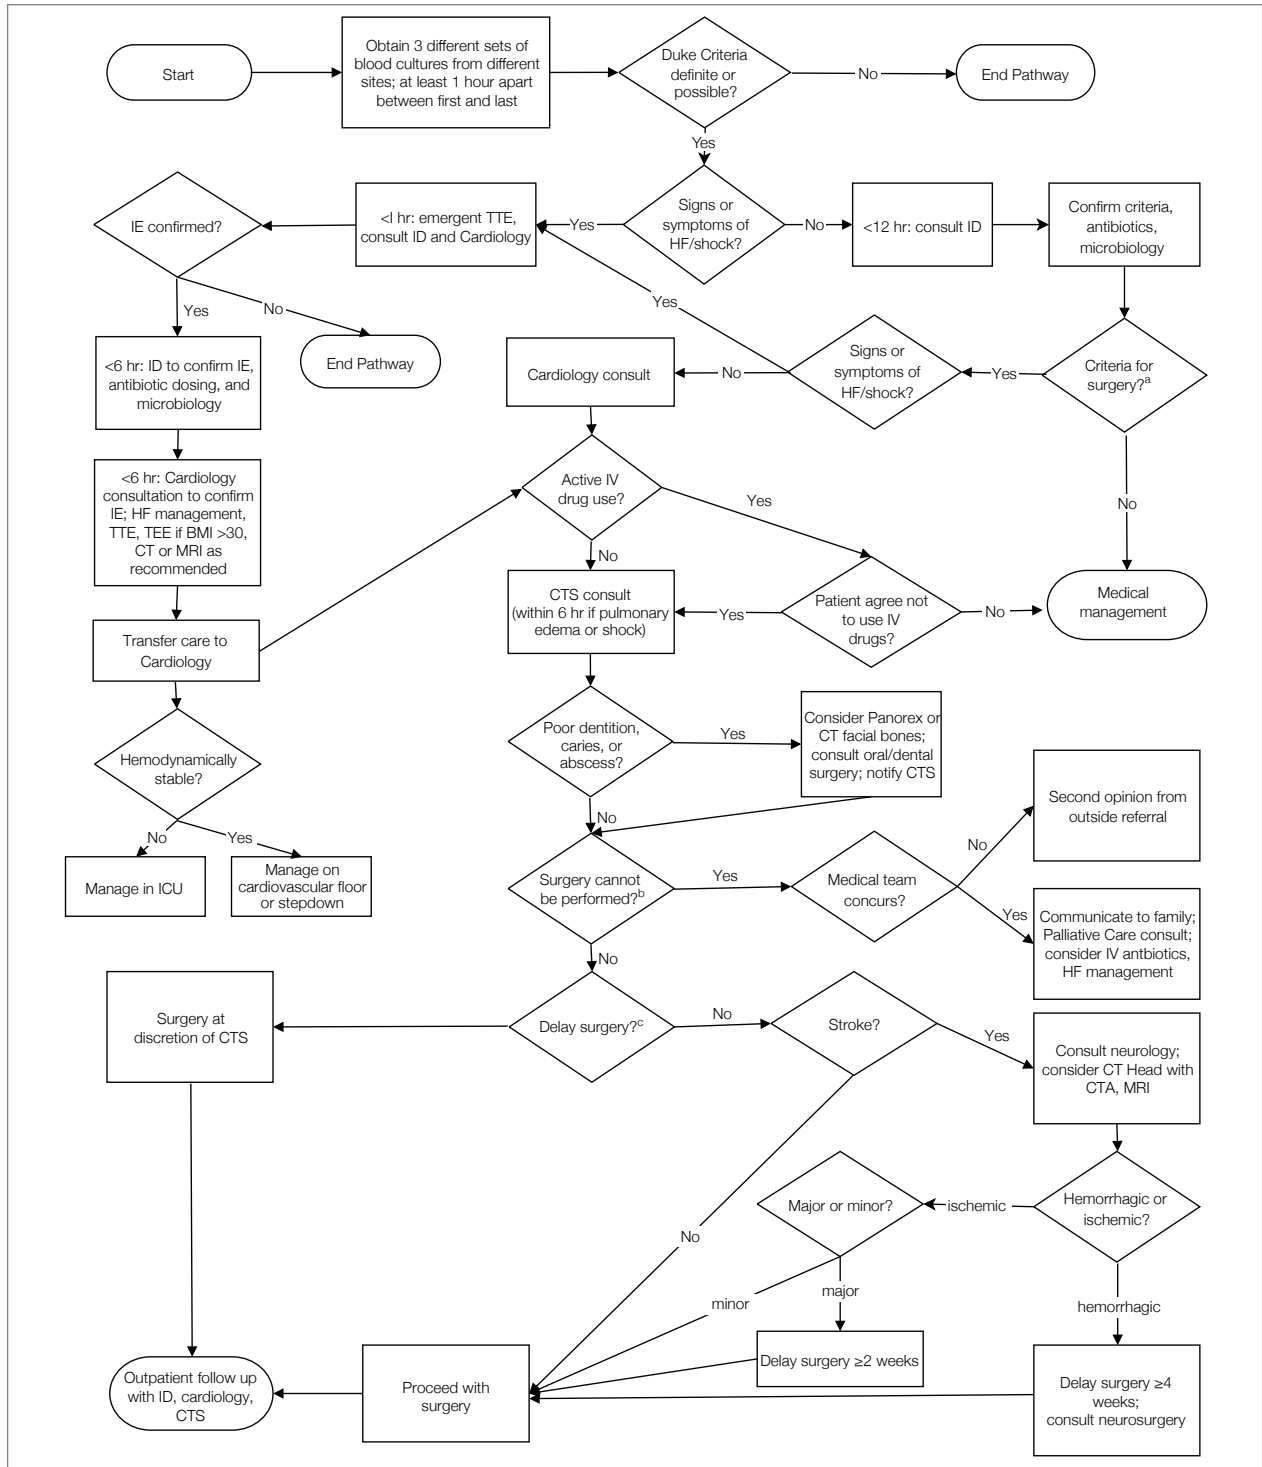 Start
Obtain 3 different sets of
blood cultures from different
sites; at least 1 hour apart
between first and last
Duke Criteria
definite or
possible?
No
End Pathway
Yes
IE confirmed?
<l hr: emergent TTE,
consult ID and Cardiology
Yes
Signs or
symptoms of
HF/shock?
No
<12 hr: consult ID
Confirm criteria,
antibiotics,
microbiology
Yes
No
End Pathway
Yes
<6 hr: ID to confirm IE,
antibiotic dosing, and
microbiology
Cardiology consult
No
Signs or
symptoms of
HF/shock?
Yes
Criteria for
surgery?a
<6 hr: Cardiology
consultation to confirm
IE; HF management,
TTE, TEE if BMI >30,
CT or MRI as
recommended
Active IV
drug use?
Yes
No
No
Transfer care to
Cardiology
CTS consult
(within 6 hr if pulmonary
edema or shock)
Yes
Patient agree not
to use IV
drugs?
No
Medical
management
Hemodynamically
stable?
Poor dentition,
caries, or
abscess?
Yes
Consider Panorex or
CT facial bones;
consult oral/dental
surgery; notify CTS
No
Second opinion from
outside referral
No
Yes
Manage in ICU
Manage on
cardiovascular floor
or stepdown
Surgery cannot
be performed?b
Yes
Medical team
concurs?
No
Yes
Communicate to family;
Palliative Care consult;
consider IV antbiotics,
HF management
No
Surgery at
discretion of CTS
Delay surgery?c
No
Stroke?
Yes
Consult neurology;
consider CT Head with
CTA, MRI
Major or minor?
ischemic
Hemorrhagic or
ischemic?
No
major
minor
hemorrhagic
Delay surgery ≥2 weeks
Outpatient follow up
with ID, cardiology,
CTS
Proceed with
surgery
Delay surgery ≥4
weeks;
consult neurosurgery